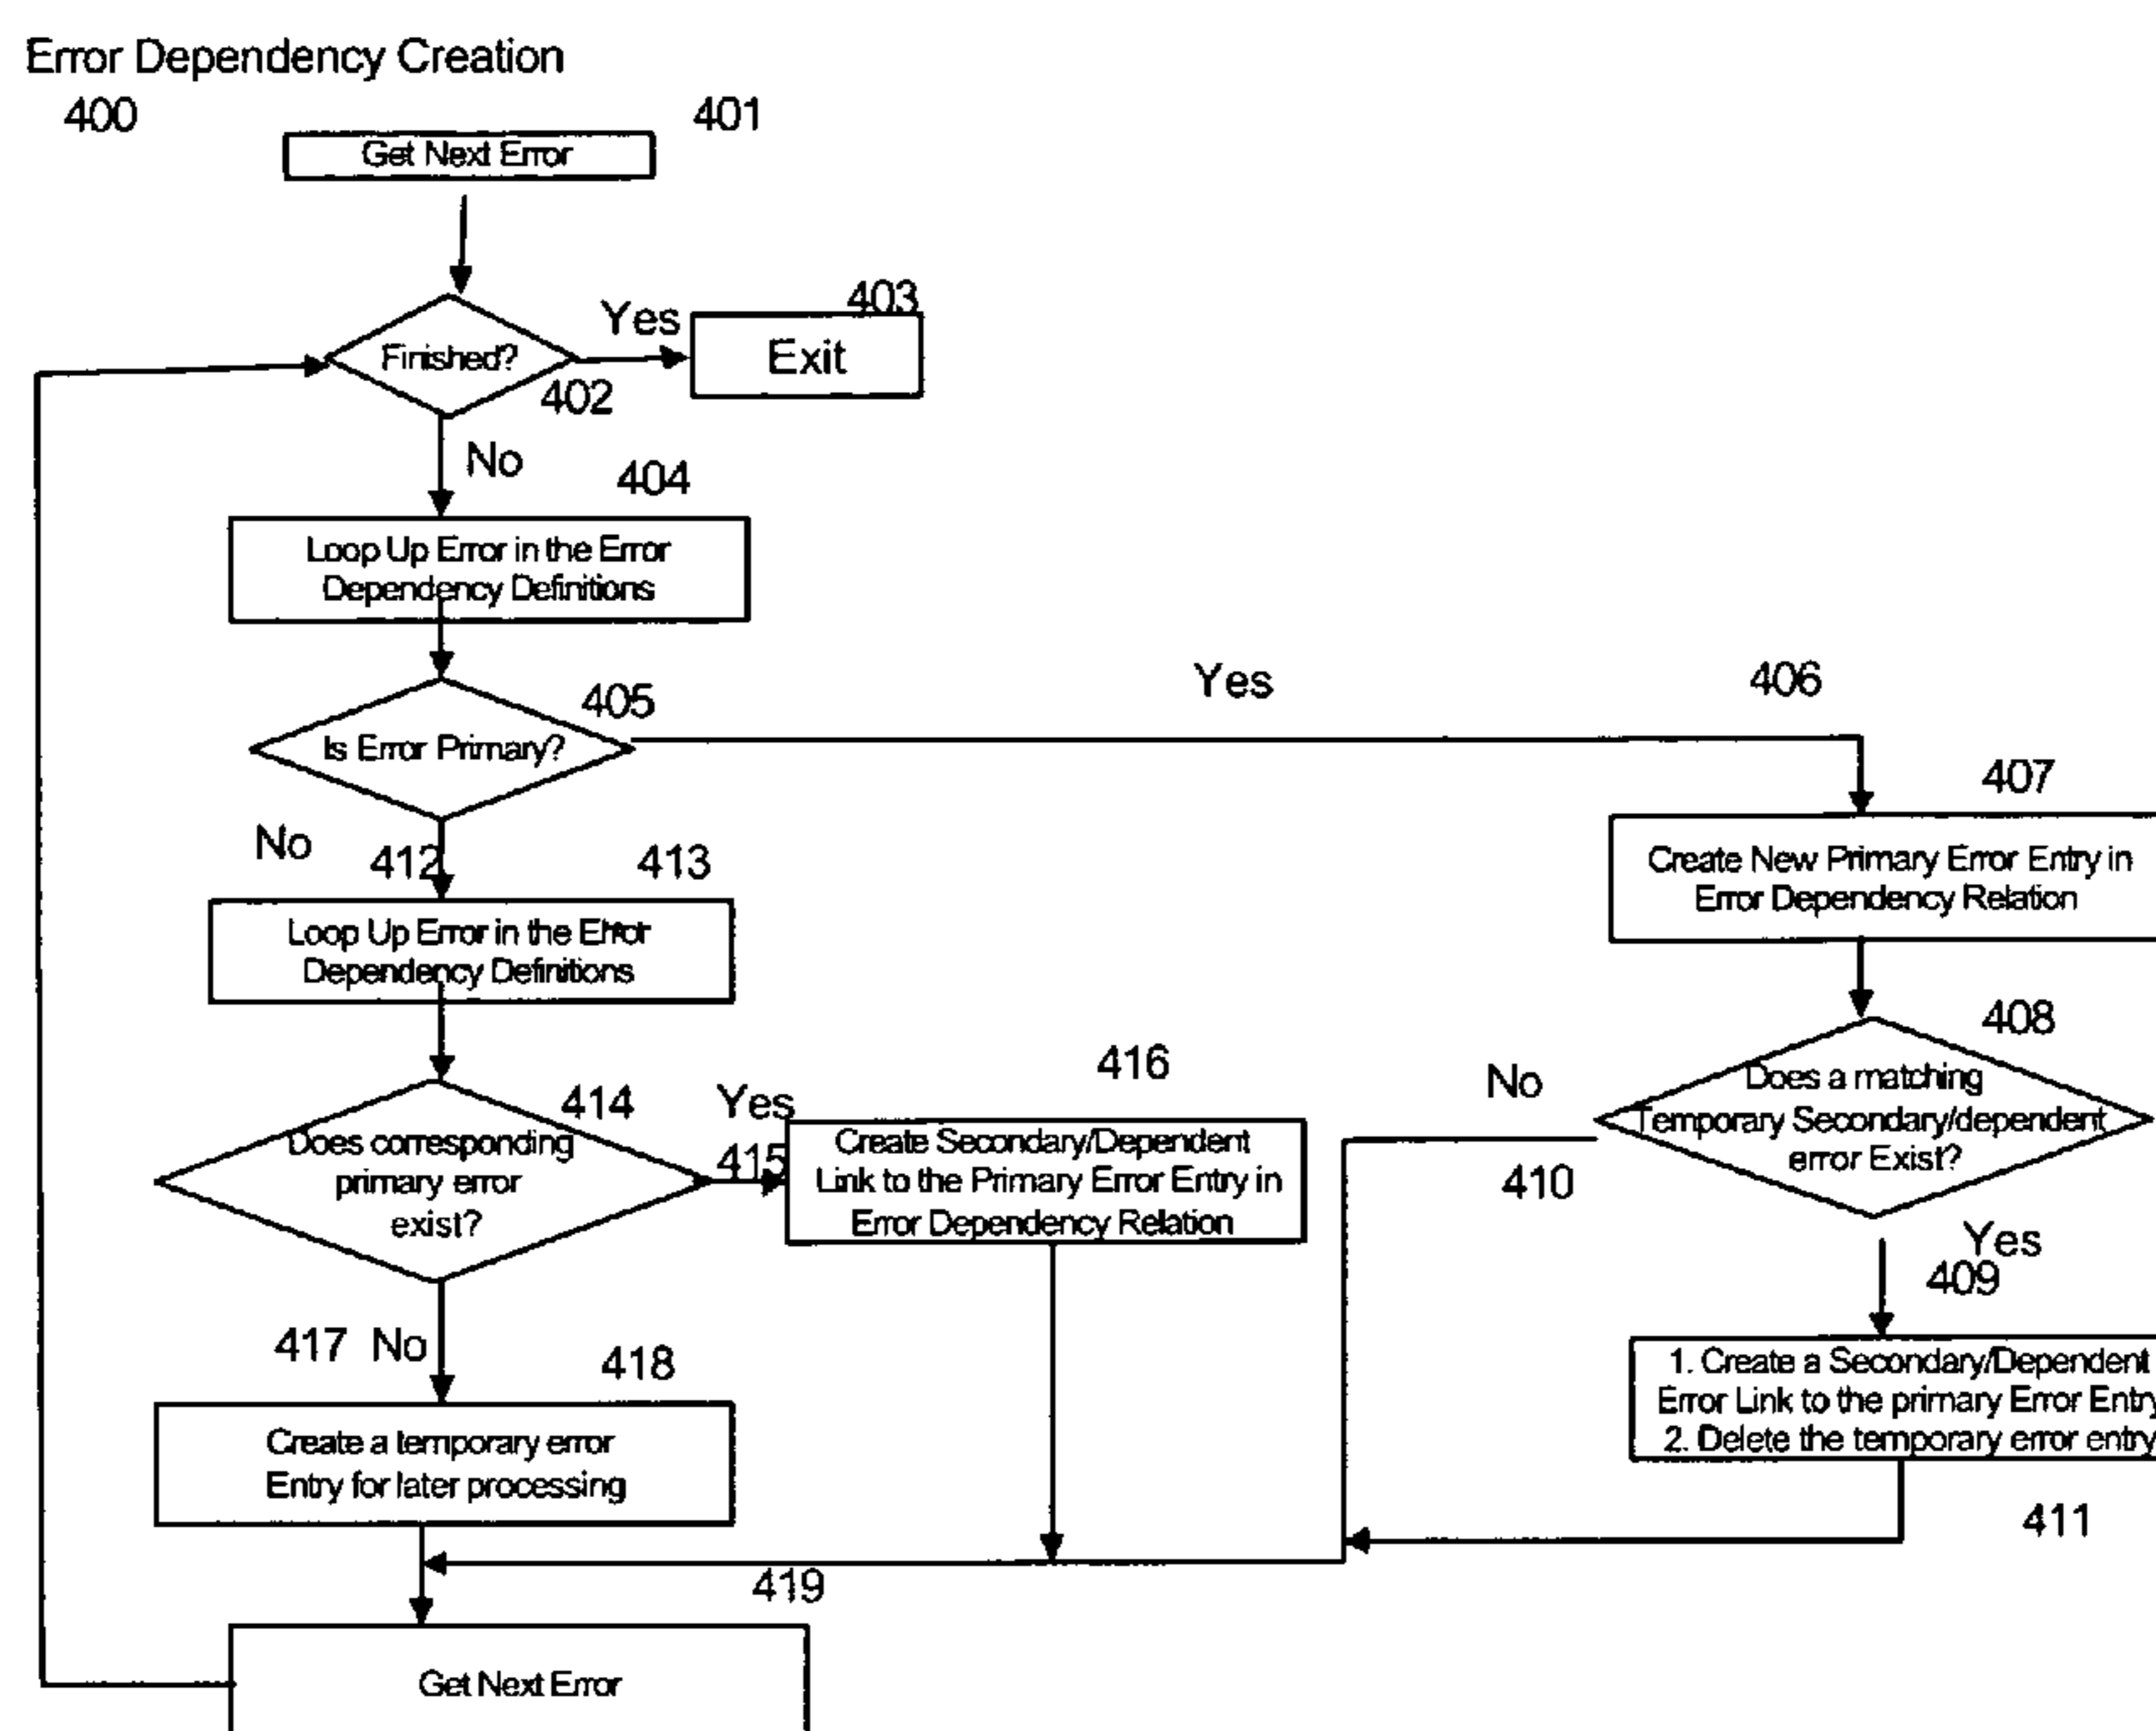 Error Dependency Creation
400
401
Get Next Error
403
Yes
Finished?
Exit
402
No
404
Loop Up Error in the Error
Dependency Definitions
405
Yes
406
Is Error Primary?
407
No
412
413
Create New Primary Error Entry in
Error Dependency Relation
Loop Up Error in the Error
Dependency Definitions
408
416
No
Does a matching
Temporary Secondary/dependent
error Exist?
414
Yes
415
Does corresponding
primary error
exist?
Create Secondary/Dependent
Link to the Primary Error Entry in
Error Dependency Relation
410
Yes
409
417 No
418
1. Create a Secondary/Dependent
Error Link to the primary Error Entry
2. Delete the temporary error entry
Create a temporary error
Entry for later processing
411
419
Get Next Error